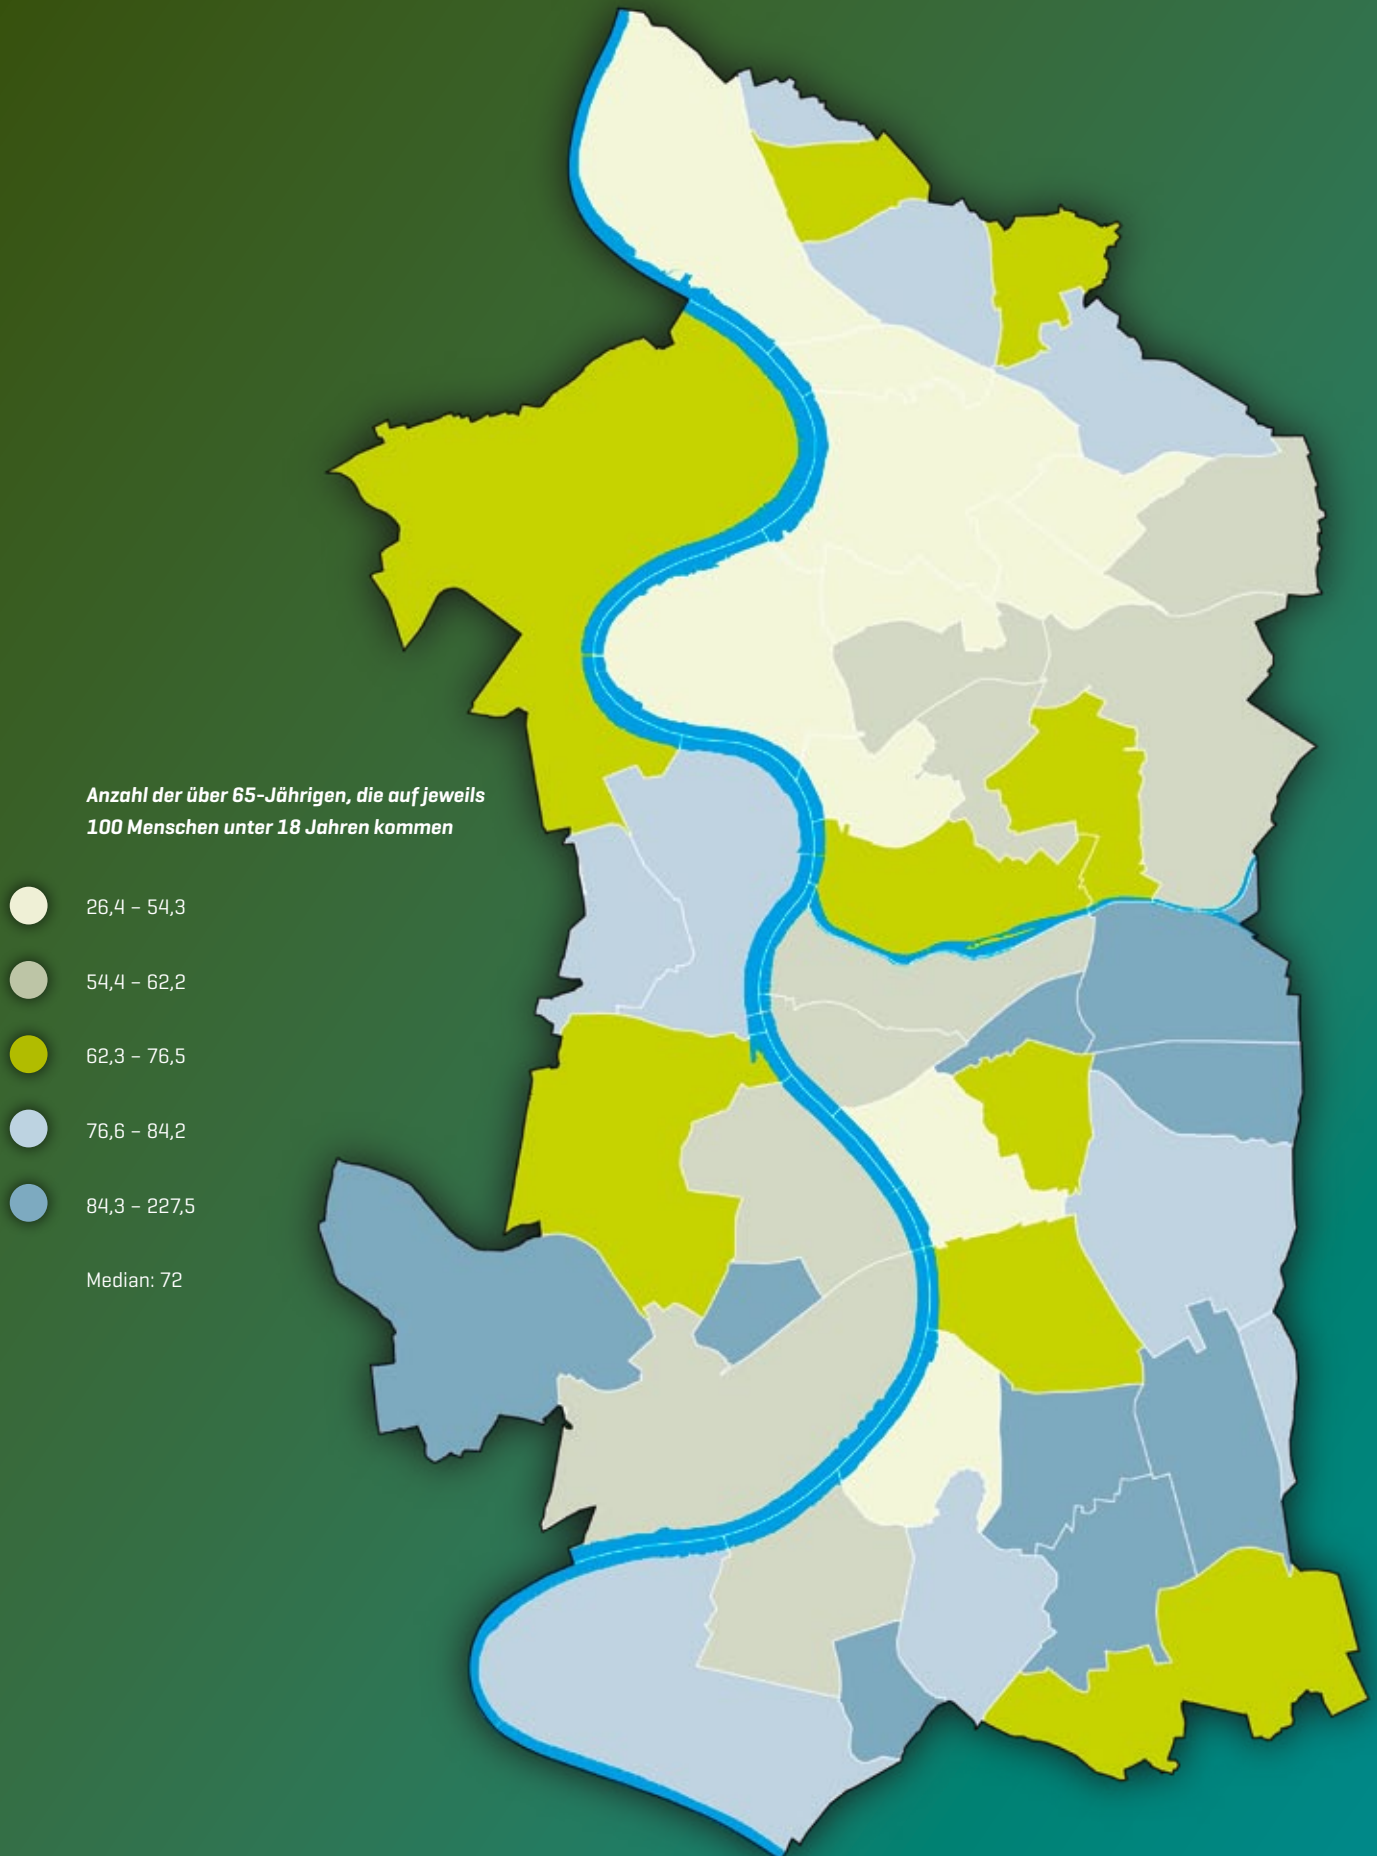 Anzahl der über 65-Jährigen, die auf jeweils
100 Menschen unter 18 Jahren kommen
26,4 – 54,3
54,4 – 62,2
62,3 – 76,5
76,6 – 84,2
84,3 – 227,5
Median: 72